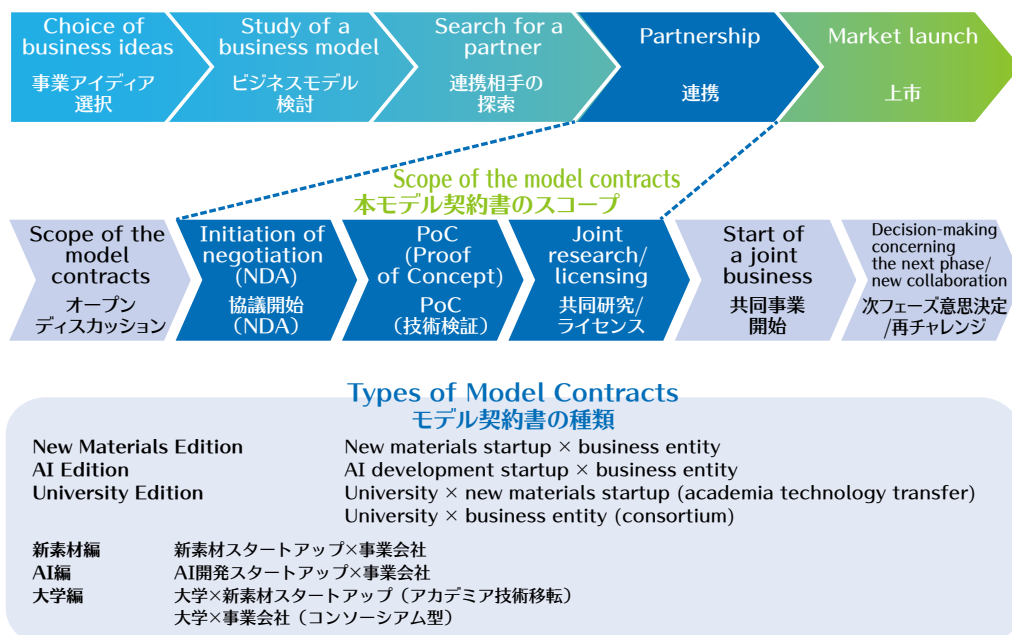 Choice of
business ideas
事業アイディア
選択
Study of a
business model
ビジネスモデル
検討
Search for a
partner
連携相手の
探索
Partnership
連携
Market launch
上市
Scope of the model contracts
本モデル契約書のスコープ
Scope of the
model
contracts
オープン
ディスカッション
Initiation of
negotiation
(NDA)
協議開始
（NDA）
PoC
(Proof
of Concept)
PoC
（技術検証）
Joint
research/
licensing
共同研究/
ライセンス
Start of
a joint
business
共同事業
開始
Decision-making
concerning
the next phase/
new collaboration
次フェーズ意思決定
/再チャレンジ
Types of Model Contracts
モデル契約書の種類
New Materials Edition New materials startup × business entity
AI Edition AI development startup × business entity
University Edition University × new materials startup (academia technology transfer)
University × business entity (consortium)
新素材編 新素材スタートアップ×事業会社
AI編 AI開発スタートアップ×事業会社
大学編 大学×新素材スタートアップ（アカデミア技術移転）
大学×事業会社（コンソーシアム型）